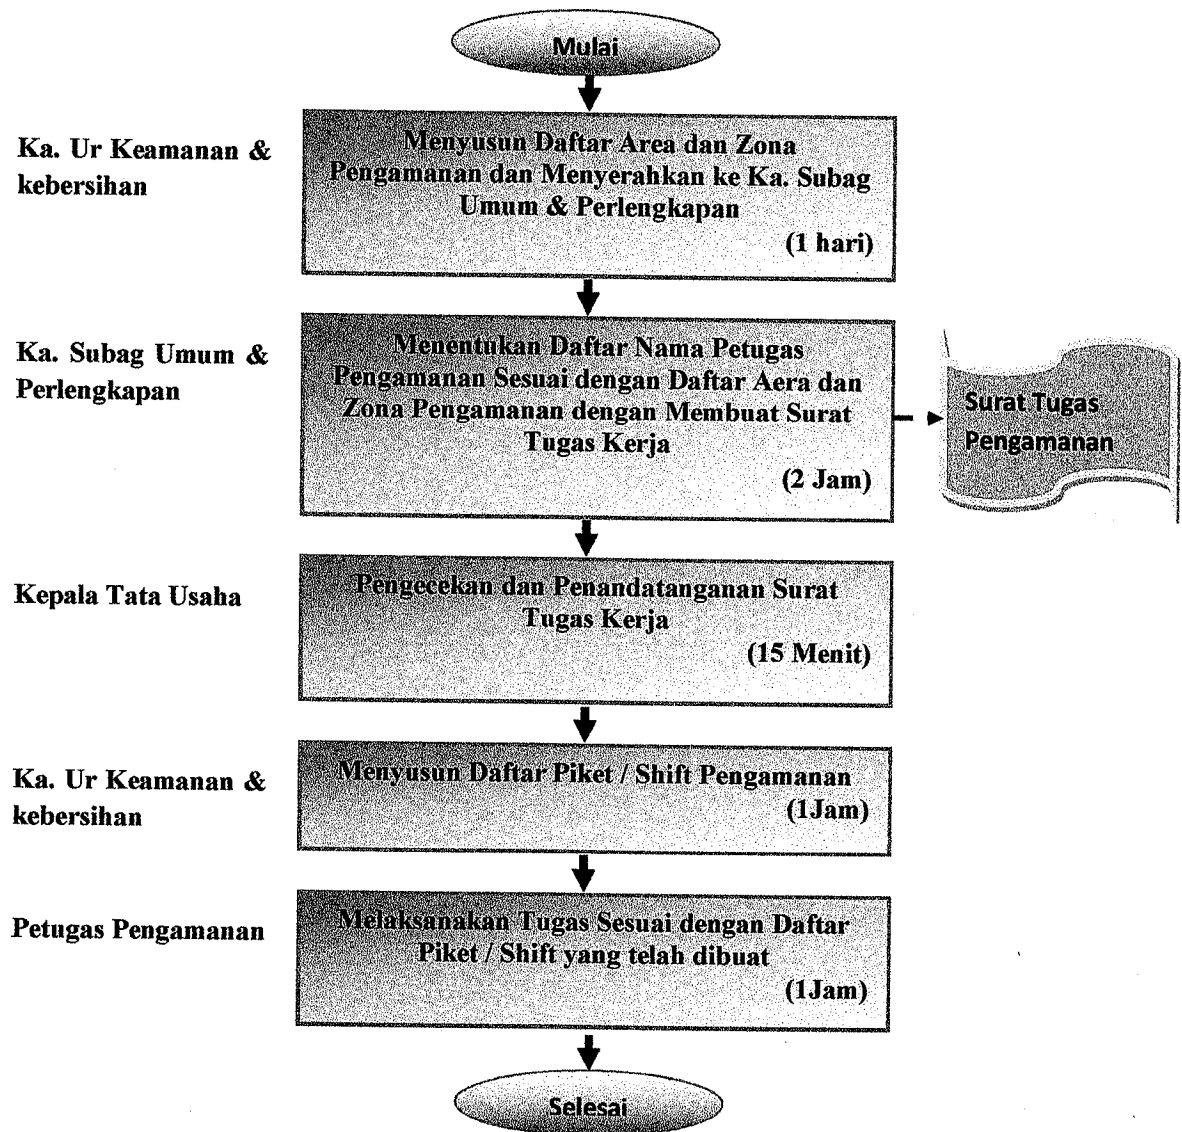 Mulai
Ka. Ur Keamanan &
kebersihan
Menyusun Daftar Area dan Zona
Pengamanan dan Menyerahkan ke Ka. Subag
Umum & Perlengkapan
(1 hari)
Ka. Subag Umum &
Perlengkapan
Menentukan Daftar Nama Petugas
Pengamanan Sesuai dengan Daftar Aera dan
Zona Pengamanan dengan Membuat Surat
Tugas Kerja
(2 Jam)
Surat Tugas
Pengamanan
Kepala Tata Usaha
Pengecekan dan Penandatanganan Surat
Tugas Kerja
(15 Menit)
Ka. Ur Keamanan &
kebersihan
Menyusun Daftar Piket / Shift Pengamanan
(1Jam)
Petugas Pengamanan
Melaksanakan Tugas Sesuai dengan Daftar
Piket / Shift yang telah dibuat
(1Jam)
Selesai